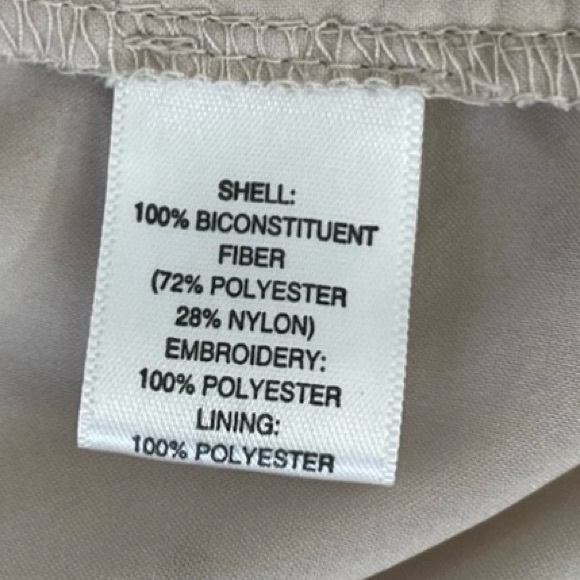 SHELL:
100% BICONSTITUENT
FIBER
(72% POLYESTER
28% NYLON)
EMBROIDERY:
100% POLYESTER
LINING:
100% POLYESTER